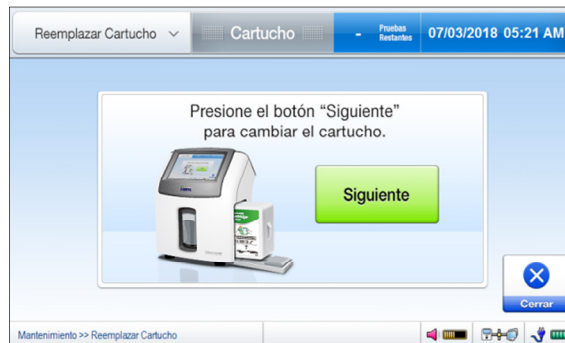 Reemplazar Cartucho
Cartucho
-
Pruebas
Restantes
07/03/2018 05:21 AM
Presione el botón “Siguiente”
para cambiar el cartucho.
Siguiente
Cerrar
Mantenimiento >> Reemplazar Cartucho